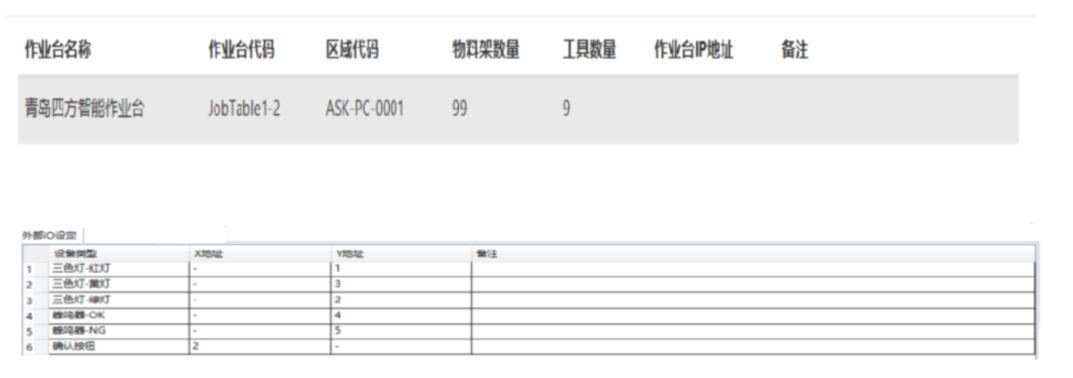 作业台名称 作业台代码 区域代码 物料架数量 工具数量 作业台IP地址 备注
青岛四方智能作业台 JobTable1-2 ASK-PC-0001 99 9
外部IO设定
设备类型 X地址 Y地址 备注
1 三色灯-红灯 - 1
2 三色灯-黄灯 - 3
3 三色灯-绿灯 - 2
4 蜂鸣器-OK - 4
5 蜂鸣器-NG - 5
6 确认按钮 2 -